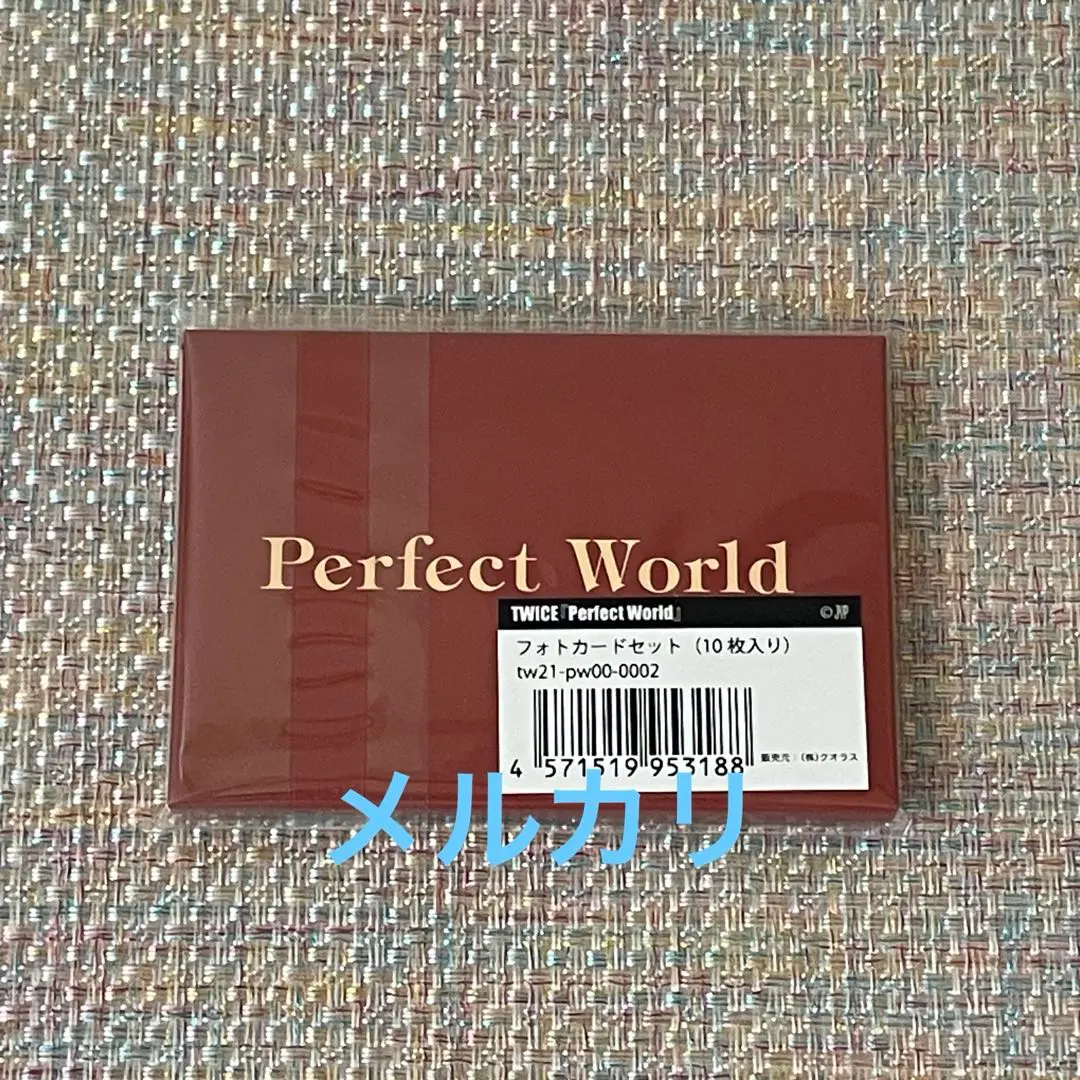 Perfect World
TWICE『Perfect World』 ©JYP
フォトカードセット（10枚入り）
tw21-pw00-0002
4 571519 953188 販売元：(株)クオラス
メルカリ